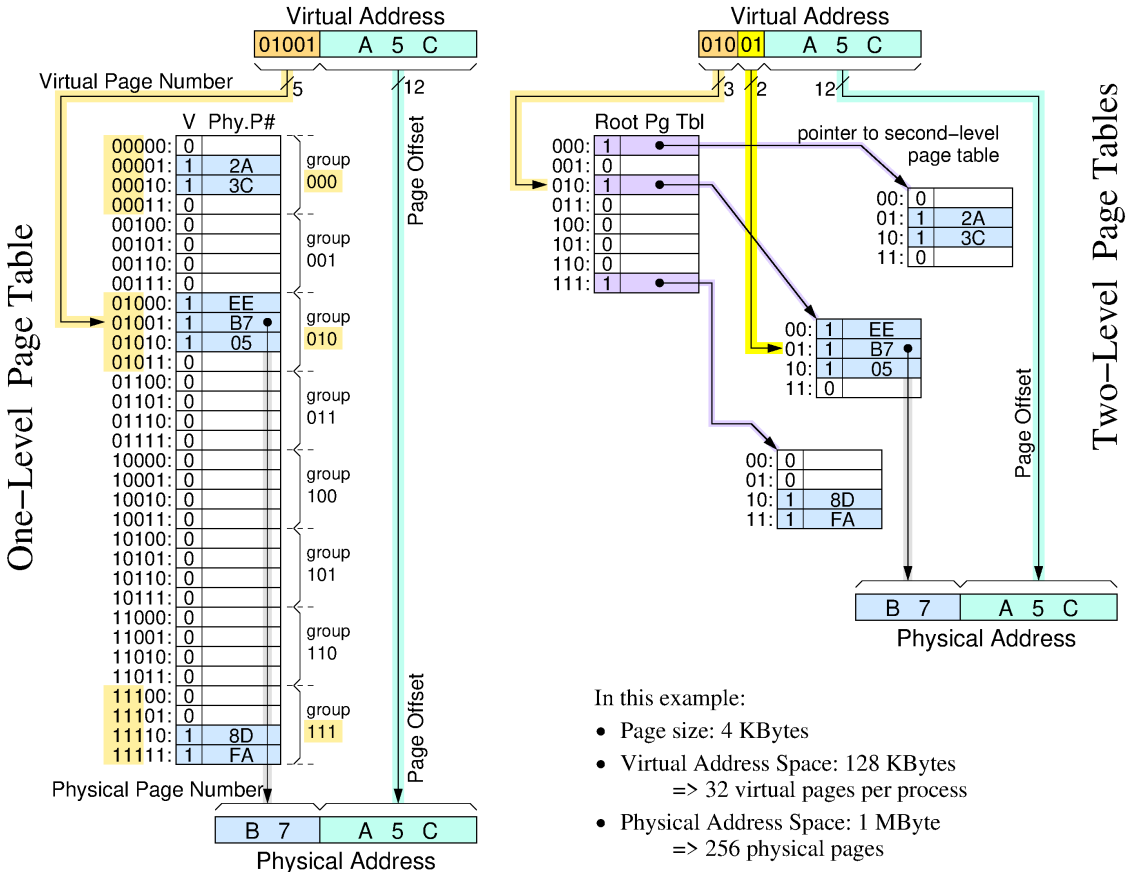 One–Level Page Table
Virtual Address
01001 A 5 C
Virtual Page Number
5
12
Page Offset
V Phy.P#
00000: 0
00001: 1 2A
00010: 1 3C
00011: 0
group
000
00100: 0
00101: 0
00110: 0
00111: 0
group
001
01000: 1 EE
01001: 1 B7
01010: 1 05
01011: 0
group
010
01100: 0
01101: 0
01110: 0
01111: 0
group
011
10000: 0
10001: 0
10010: 0
10011: 0
group
100
10100: 0
10101: 0
10110: 0
10111: 0
group
101
11000: 0
11001: 0
11010: 0
11011: 0
group
110
11100: 0
11101: 0
11110: 1 8D
11111: 1 FA
group
111
Page Offset
Physical Page Number
B 7 A 5 C
Physical Address
Two–Level Page Tables
Virtual Address
010 01 A 5 C
3
2
12
Root Pg Tbl
000: 1
001: 0
010: 1
011: 0
100: 0
101: 0
110: 0
111: 1
pointer to second–level
page table
00: 0
01: 1 2A
10: 1 3C
11: 0
00: 1 EE
01: 1 B7
10: 1 05
11: 0
00: 0
01: 0
10: 1 8D
11: 1 FA
Page Offset
B 7 A 5 C
Physical Address
In this example:
• Page size: 4 KBytes
• Virtual Address Space: 128 KBytes
=> 32 virtual pages per process
• Physical Address Space: 1 MByte
=> 256 physical pages